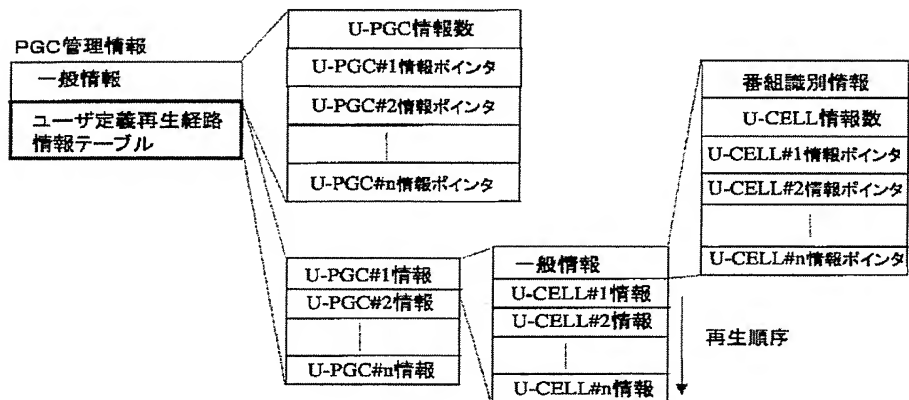 PGC管理情報
一般情報
ユーザ定義再生経路
情報テーブル
U-PGC情報数
U-PGC#1情報ポインタ
U-PGC#2情報ポインタ
U-PGC#n情報ポインタ
U-PGC#1情報
U-PGC#2情報
U-PGC#n情報
一般情報
U-CELL#1情報
U-CELL#2情報
U-CELL#n情報
番組識別情報
U-CELL情報数
U-CELL#1情報ポインタ
U-CELL#2情報ポインタ
U-CELL#n情報ポインタ
再生順序